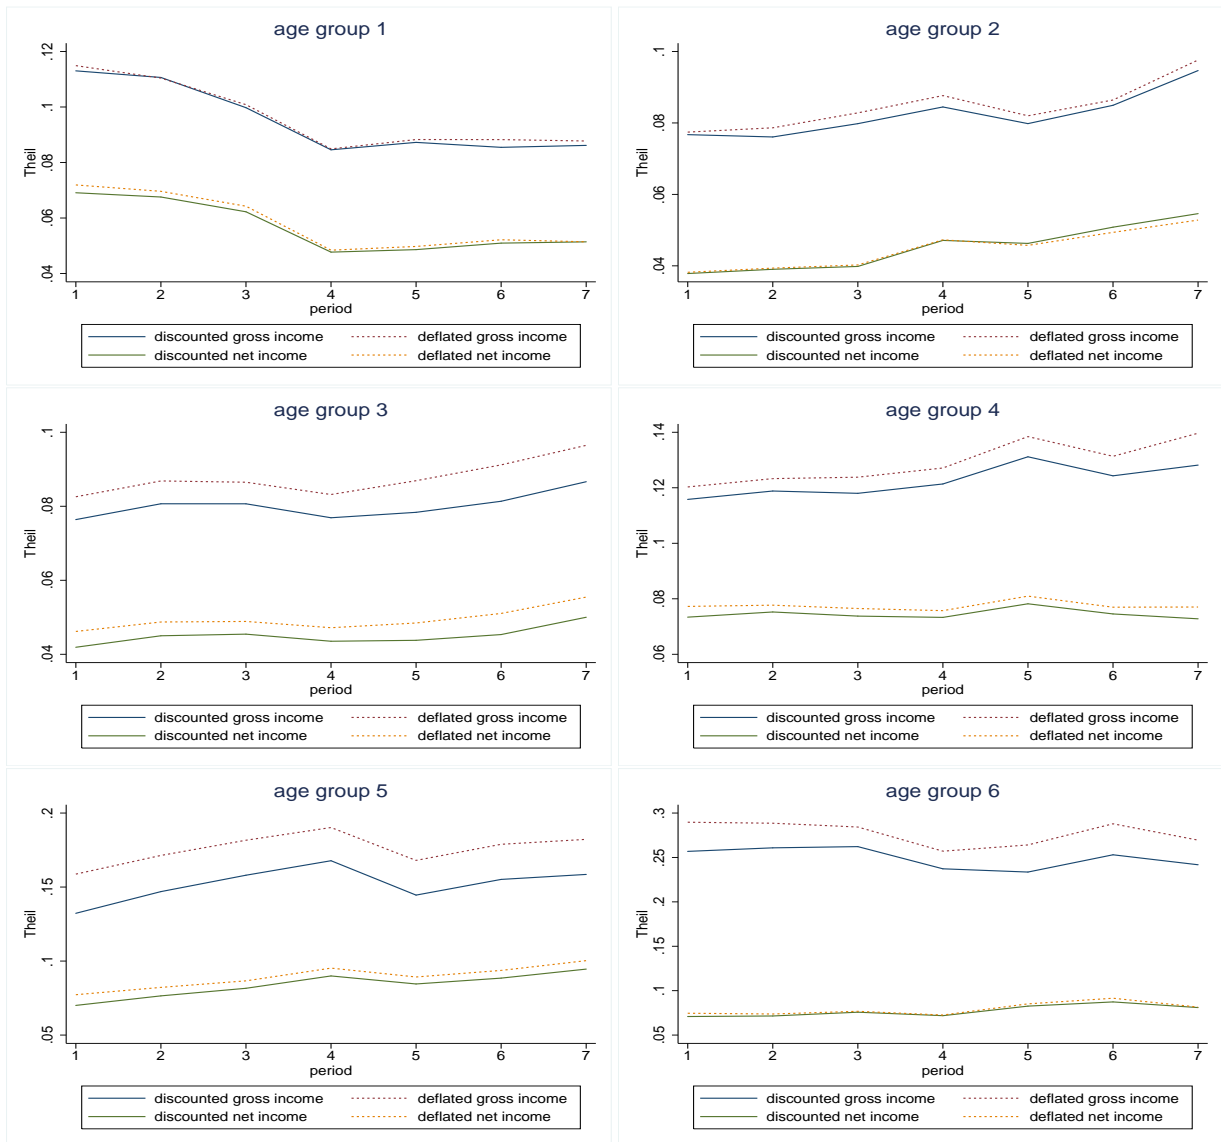 age group 1
Theil
.12
.1
.08
.06
.04
1 2 3 4 5 6 7
period
discounted gross income deflated gross income
discounted net income deflated net income
age group 2
Theil
.1
.08
.06
.04
1 2 3 4 5 6 7
period
discounted gross income deflated gross income
discounted net income deflated net income
age group 3
Theil
.1
.08
.06
.04
1 2 3 4 5 6 7
period
discounted gross income deflated gross income
discounted net income deflated net income
age group 4
Theil
.14
.12
.1
.08
.06
1 2 3 4 5 6 7
period
discounted gross income deflated gross income
discounted net income deflated net income
age group 5
Theil
.2
.15
.1
.05
1 2 3 4 5 6 7
period
discounted gross income deflated gross income
discounted net income deflated net income
age group 6
Theil
.3
.25
.2
.15
.1
.05
1 2 3 4 5 6 7
period
discounted gross income deflated gross income
discounted net income deflated net income